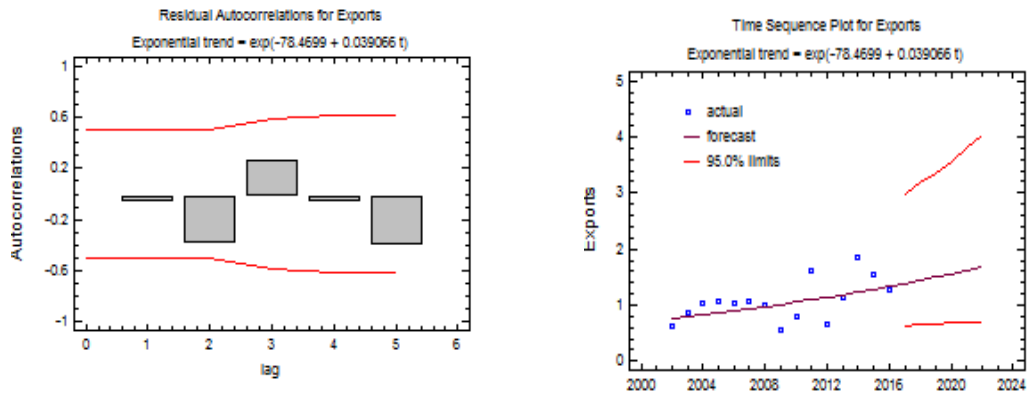 Residual Autocorrelations for Exports
Exponential trend = exp(-78.4699 + 0.039066 t)
1
0.6
0.2
-0.2
-0.6
-1
Autocorrelations
0 1 2 3 4 5 6
lag
Time Sequence Plot for Exports
Exponential trend = exp(-78.4699 + 0.039066 t)
5
4
3
2
1
0
Exports
actual
forecast
95.0% limits
2000 2004 2008 2012 2016 2020 2024